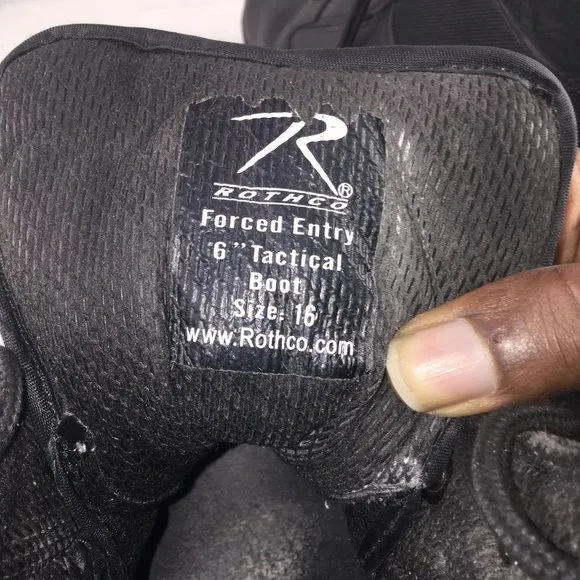 R
ROTHCO®
Forced Entry
6" Tactical
Boot
Size: 16
www.Rothco.com